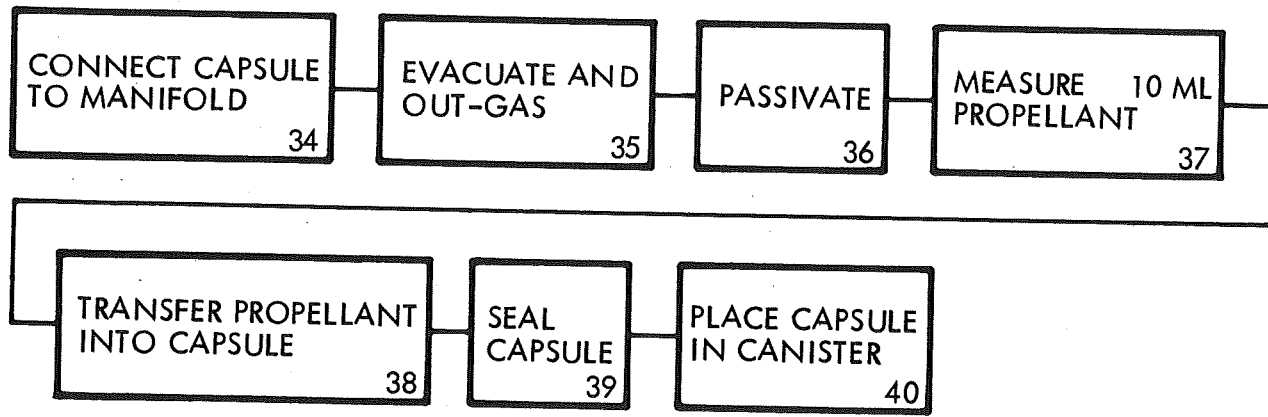 CONNECT CAPSULE
TO MANIFOLD
34
EVACUATE AND
OUT-GAS
35
PASSIVATE
36
MEASURE 10 ML
PROPELLANT
37
TRANSFER PROPELLANT
INTO CAPSULE
38
SEAL
CAPSULE
39
PLACE CAPSULE
IN CANISTER
40